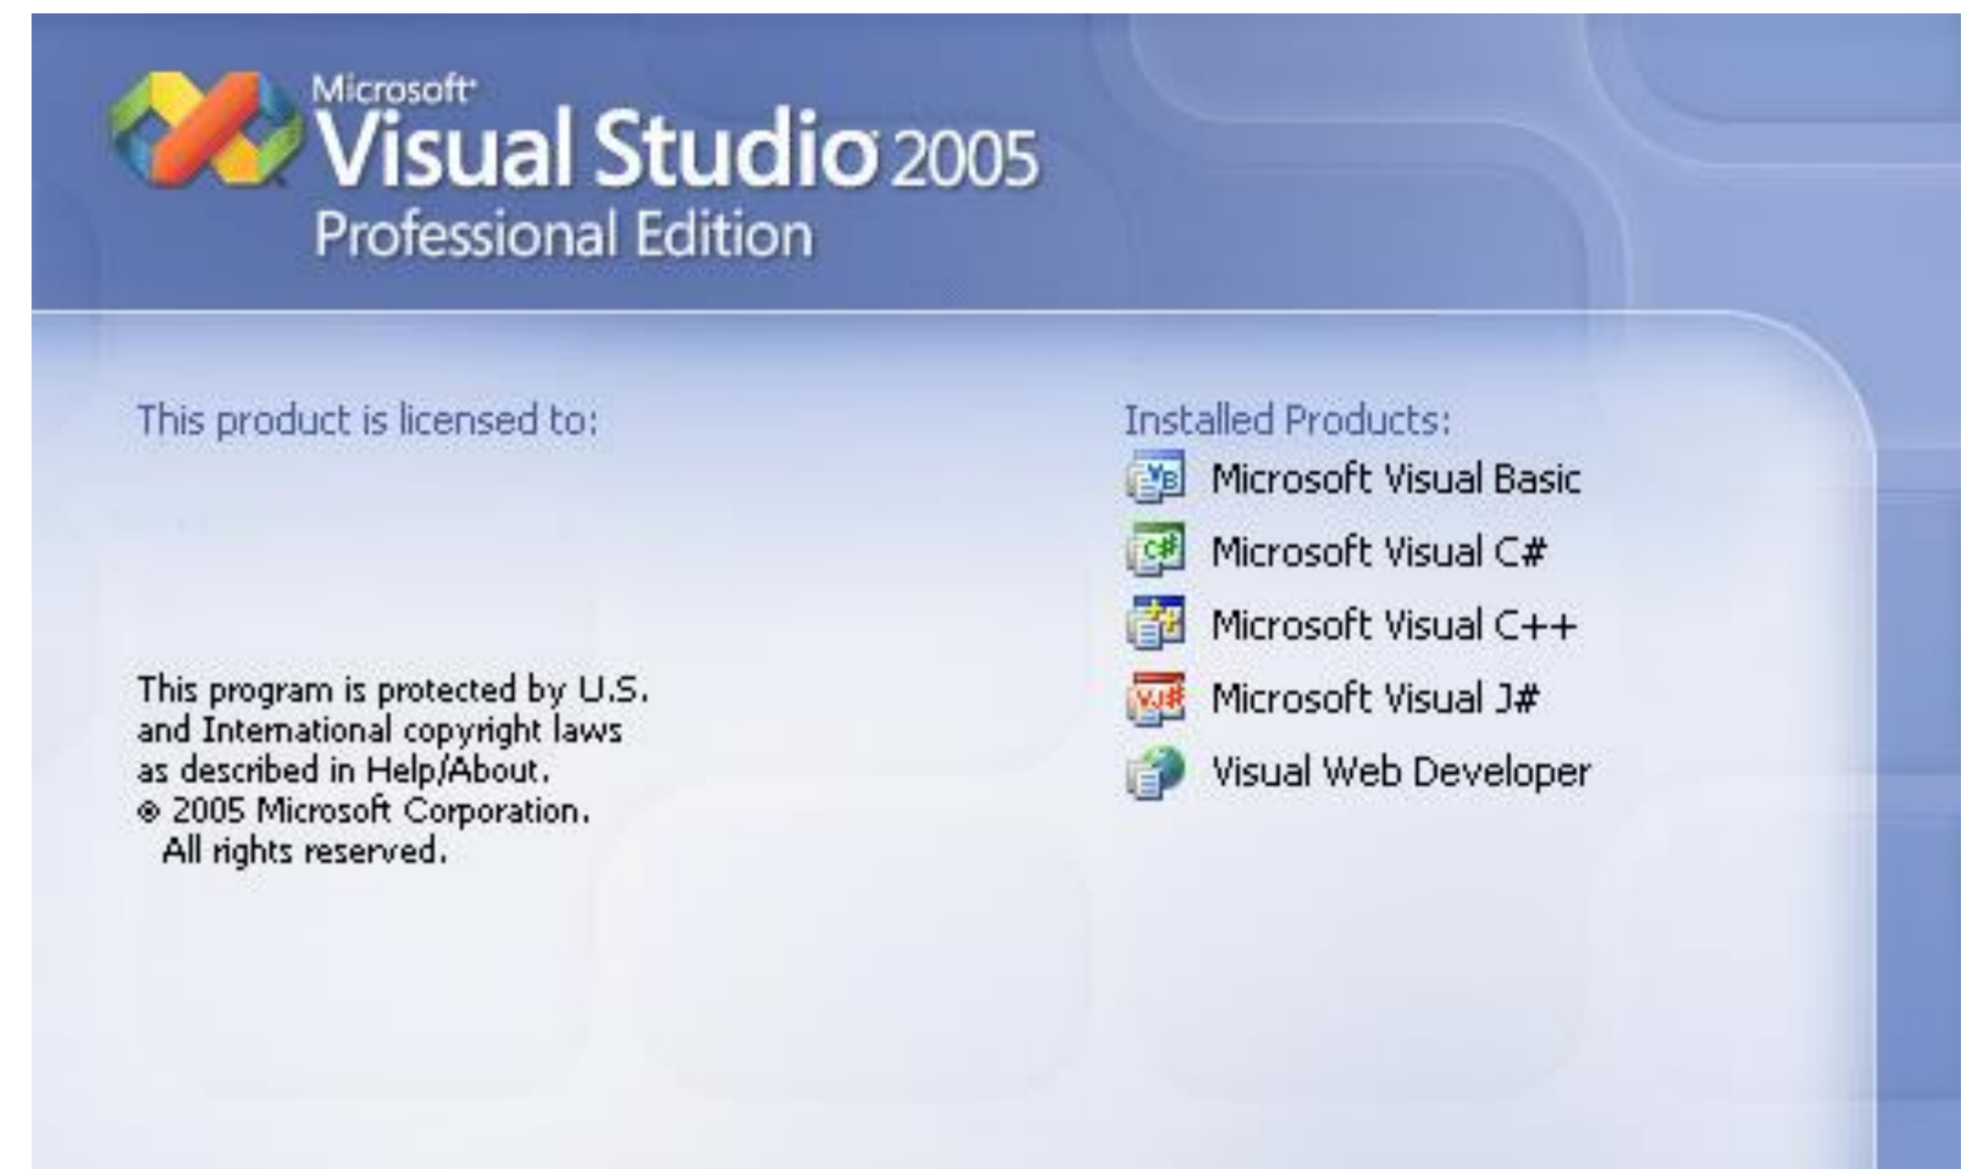 Microsoft®
Visual Studio® 2005
Professional Edition
This product is licensed to:
This program is protected by U.S.
and International copyright laws
as described in Help/About.
© 2005 Microsoft Corporation.
All rights reserved.
Installed Products:
VB Microsoft Visual Basic
C# Microsoft Visual C#
++ Microsoft Visual C++
VJ# Microsoft Visual J#
Visual Web Developer